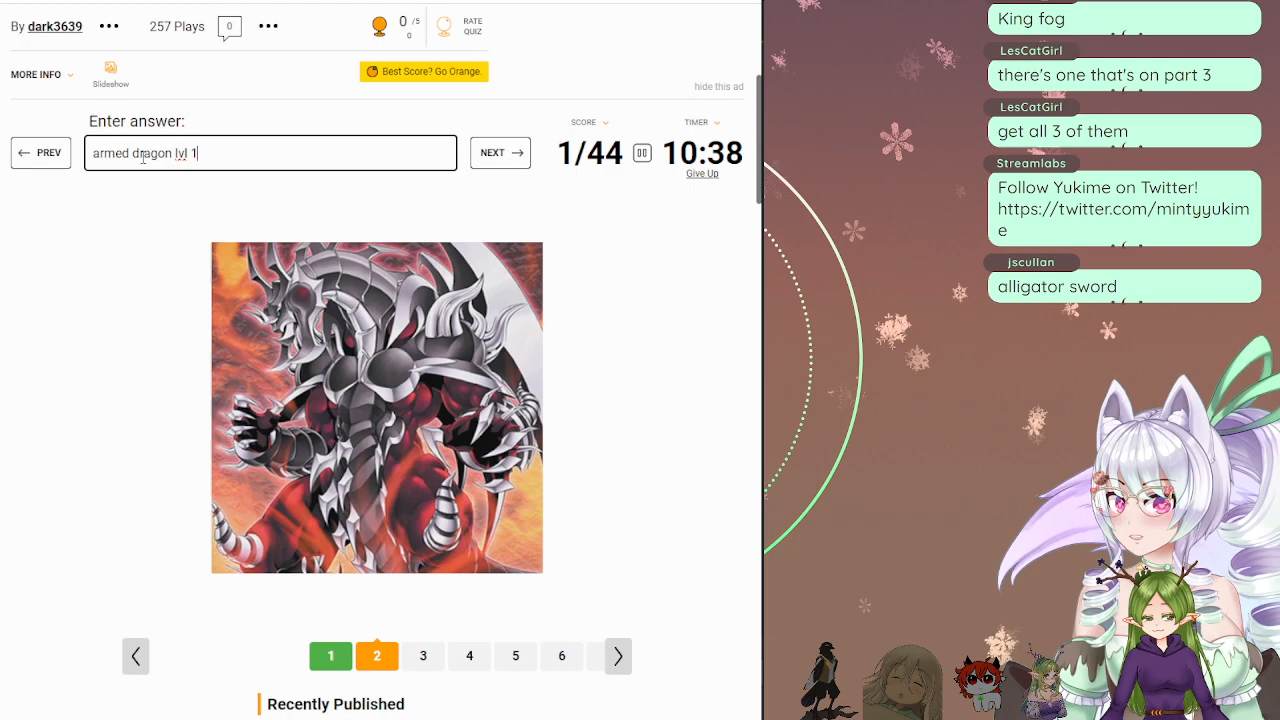 By dark3639 ••• 257 Plays 0 •••
0 /5
0
RATE
QUIZ
MORE INFO
Slideshow
Best Score? Go Orange.
hide this ad
Enter answer:
SCORE
TIMER
← PREV
armed dragon lvl 1
NEXT →
1/44
10:38
Give Up
1 2 3 4 5 6
Recently Published
King fog
LesCatGirl
there's one that's on part 3
LesCatGirl
get all 3 of them
Streamlabs
Follow Yukime on Twitter!
https://twitter.com/mintyyukim
e
jscullan
alligator sword